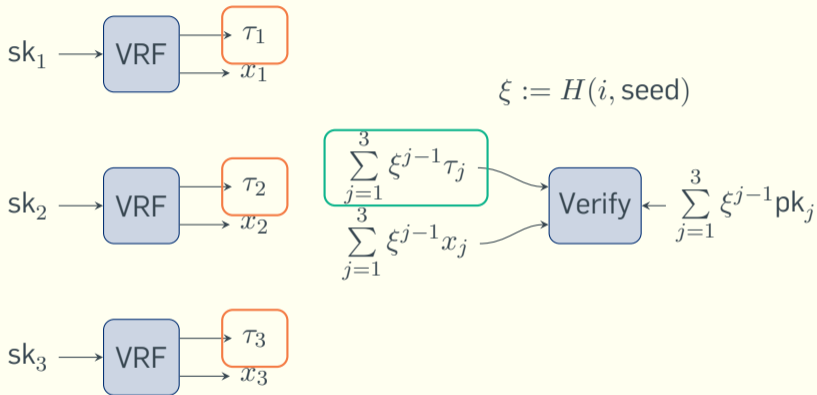 sk₁ VRF τ₁
x₁
ξ := H(i, seed)
sk₂ VRF τ₂
x₂
∑_{j=1}^{3} ξ^{j−1}τ_j
∑_{j=1}^{3} ξ^{j−1}x_j
Verify
∑_{j=1}^{3} ξ^{j−1}pk_j
sk₃ VRF τ₃
x₃